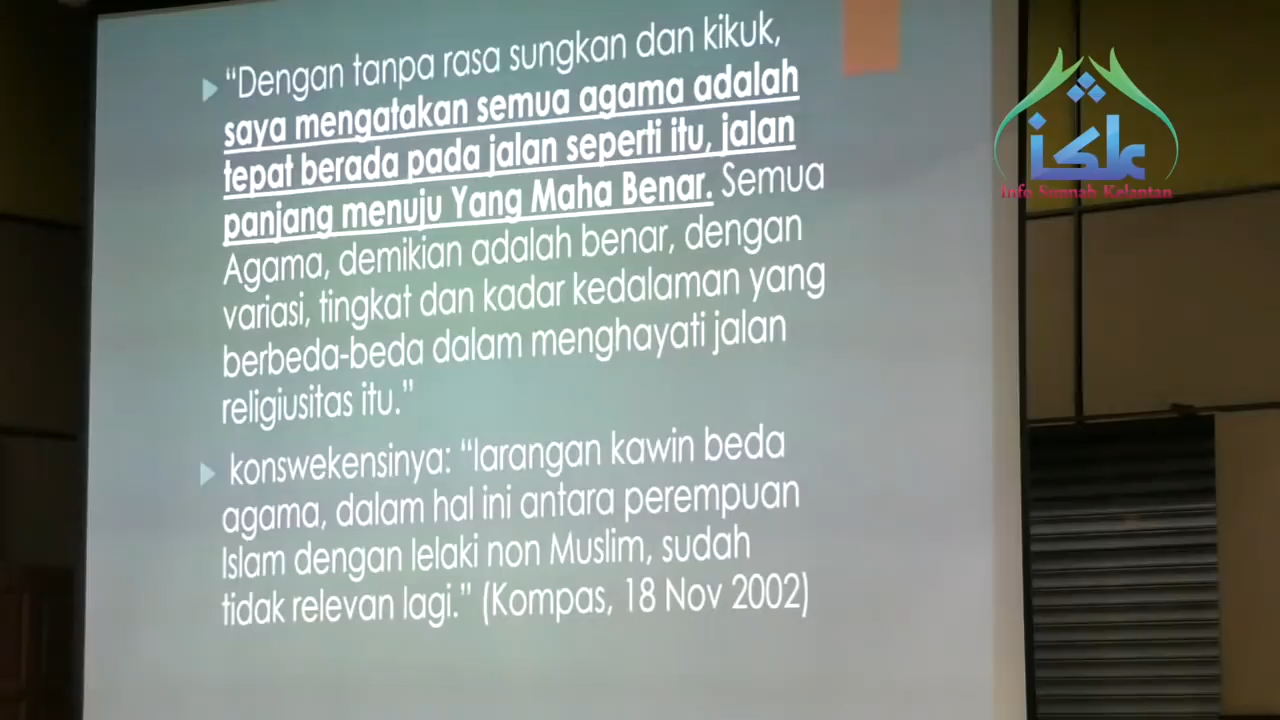 "Dengan tanpa rasa sungkan dan kikuk,
saya mengatakan semua agama adalah
tepat berada pada jalan seperti itu, jalan
panjang menuju Yang Maha Benar. Semua
Agama, demikian adalah benar, dengan
variasi, tingkat dan kadar kedalaman yang
berbeda-beda dalam menghayati jalan
religiusitas itu."
konswekensinya: "larangan kawin beda
agama, dalam hal ini antara perempuan
Islam dengan lelaki non Muslim, sudah
tidak relevan lagi." (Kompas, 18 Nov 2002)
Info Sunnah Kelantan